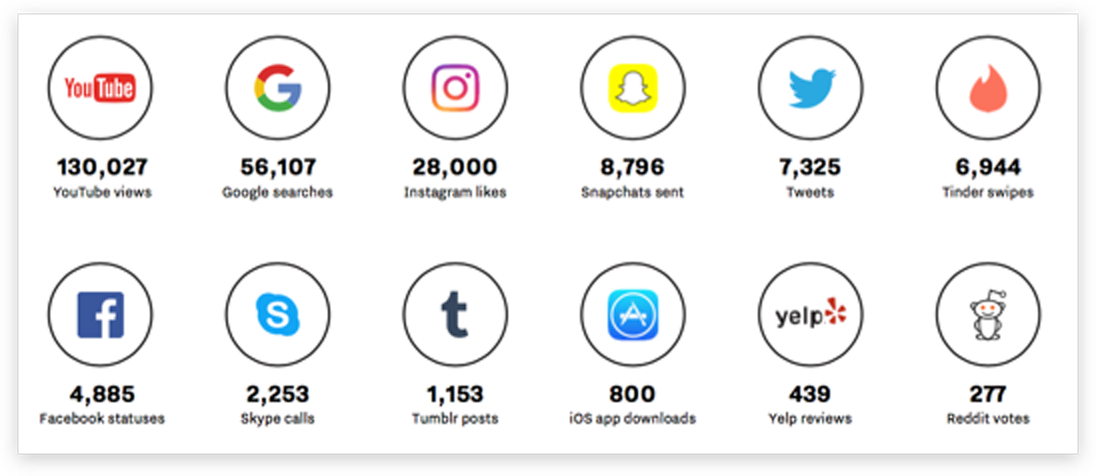 YouTube
130,027
YouTube views
G
56,107
Google searches
28,000
Instagram likes
8,796
Snapchats sent
7,325
Tweets
6,944
Tinder swipes
f
4,885
Facebook statuses
S
2,253
Skype calls
t
1,153
Tumblr posts
800
iOS app downloads
yelp
439
Yelp reviews
277
Reddit votes